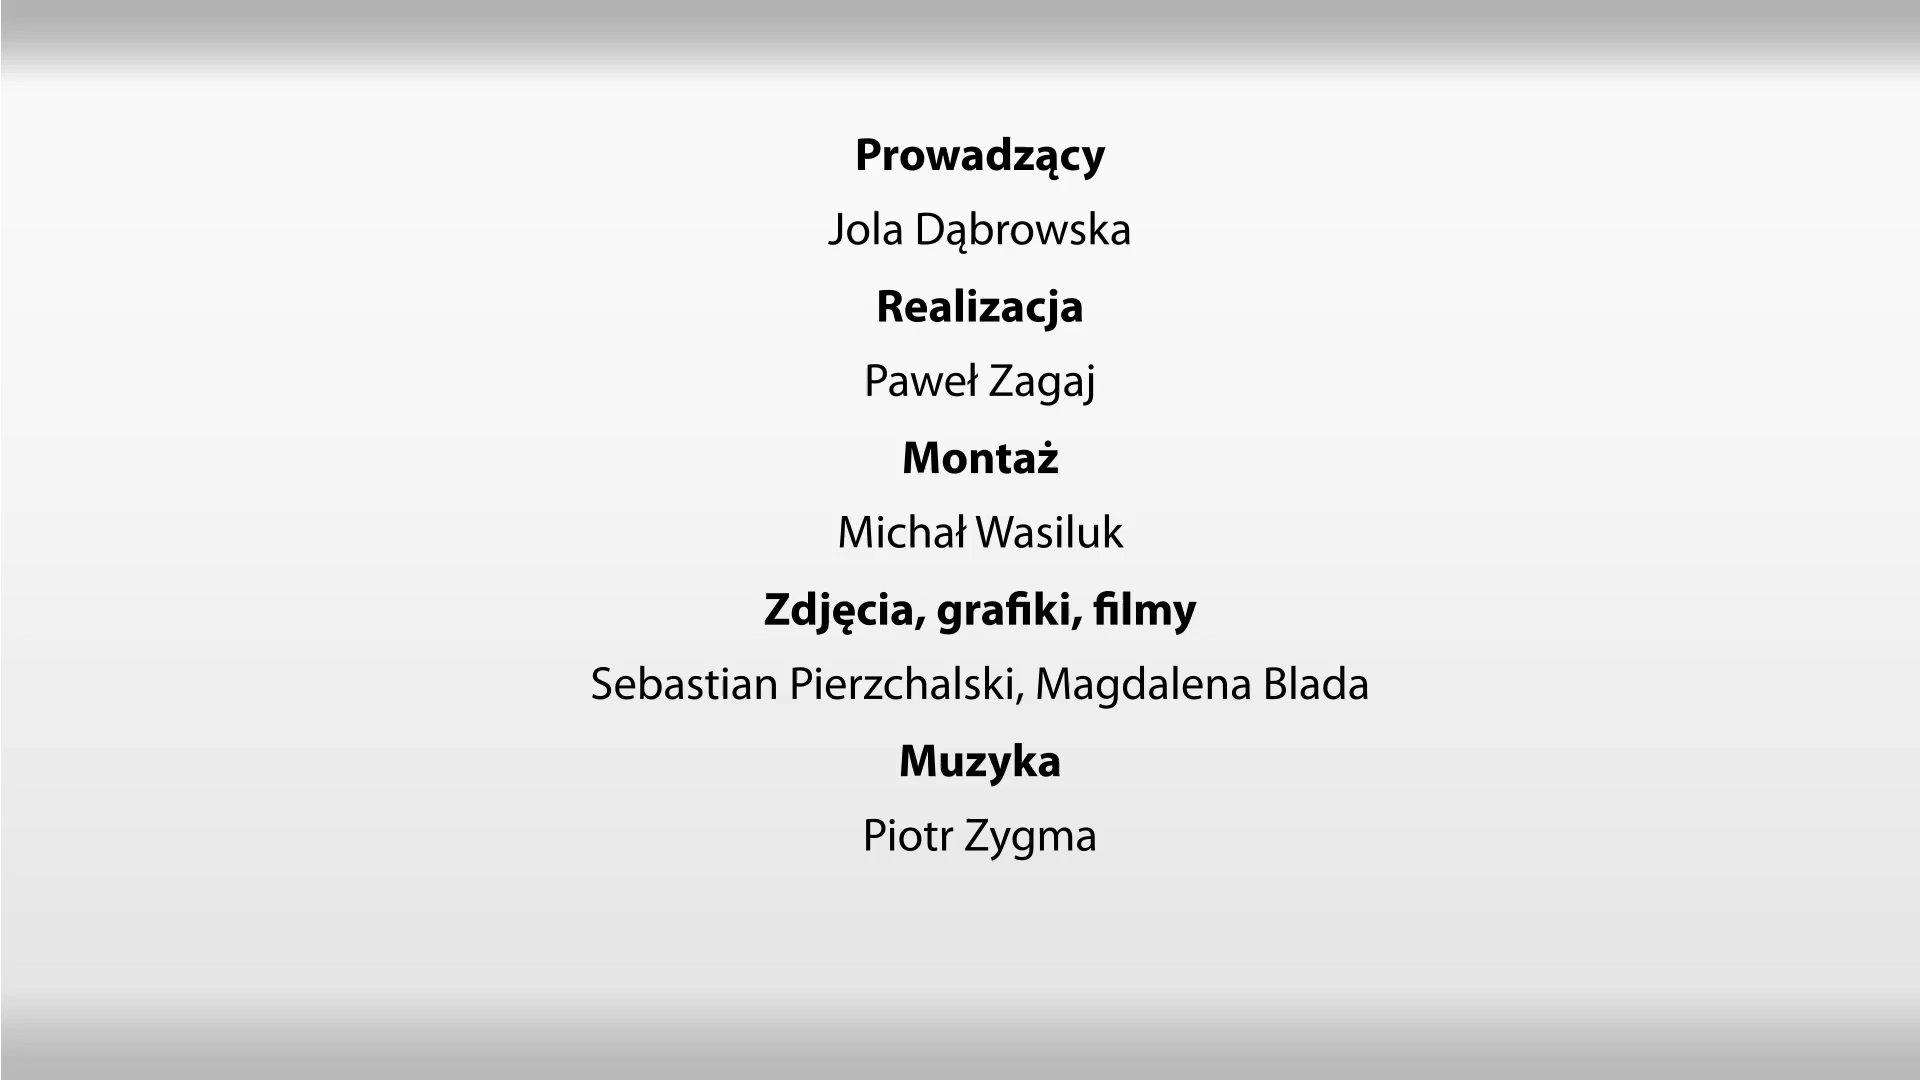 Prowadzący
Jola Dąbrowska
Realizacja
Paweł Zagaj
Montaż
Michał Wasiluk
Zdjęcia, grafiki, filmy
Sebastian Pierzchalski, Magdalena Blada
Muzyka
Piotr Zygma